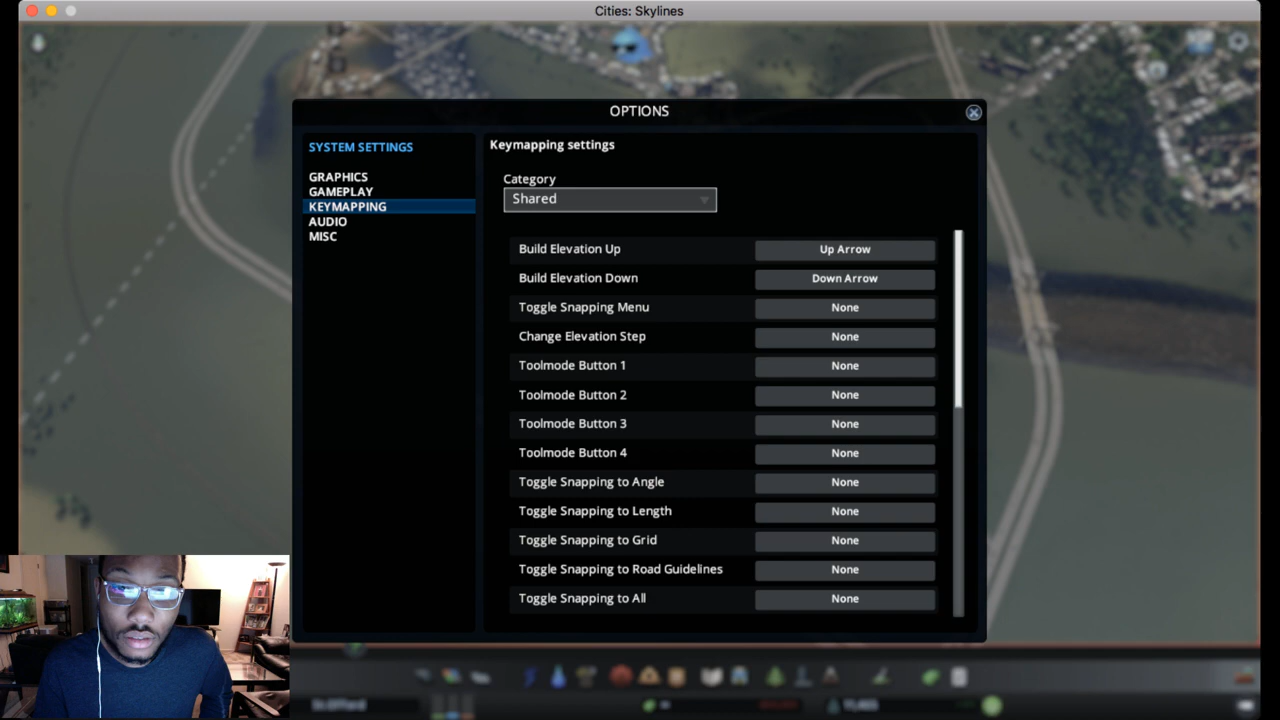 Cities: Skylines
OPTIONS
SYSTEM SETTINGS
GRAPHICS
GAMEPLAY
KEYMAPPING
AUDIO
MISC
Keymapping settings
Category
Shared
Build Elevation Up Up Arrow
Build Elevation Down Down Arrow
Toggle Snapping Menu None
Change Elevation Step None
Toolmode Button 1 None
Toolmode Button 2 None
Toolmode Button 3 None
Toolmode Button 4 None
Toggle Snapping to Angle None
Toggle Snapping to Length None
Toggle Snapping to Grid None
Toggle Snapping to Road Guidelines None
Toggle Snapping to All None